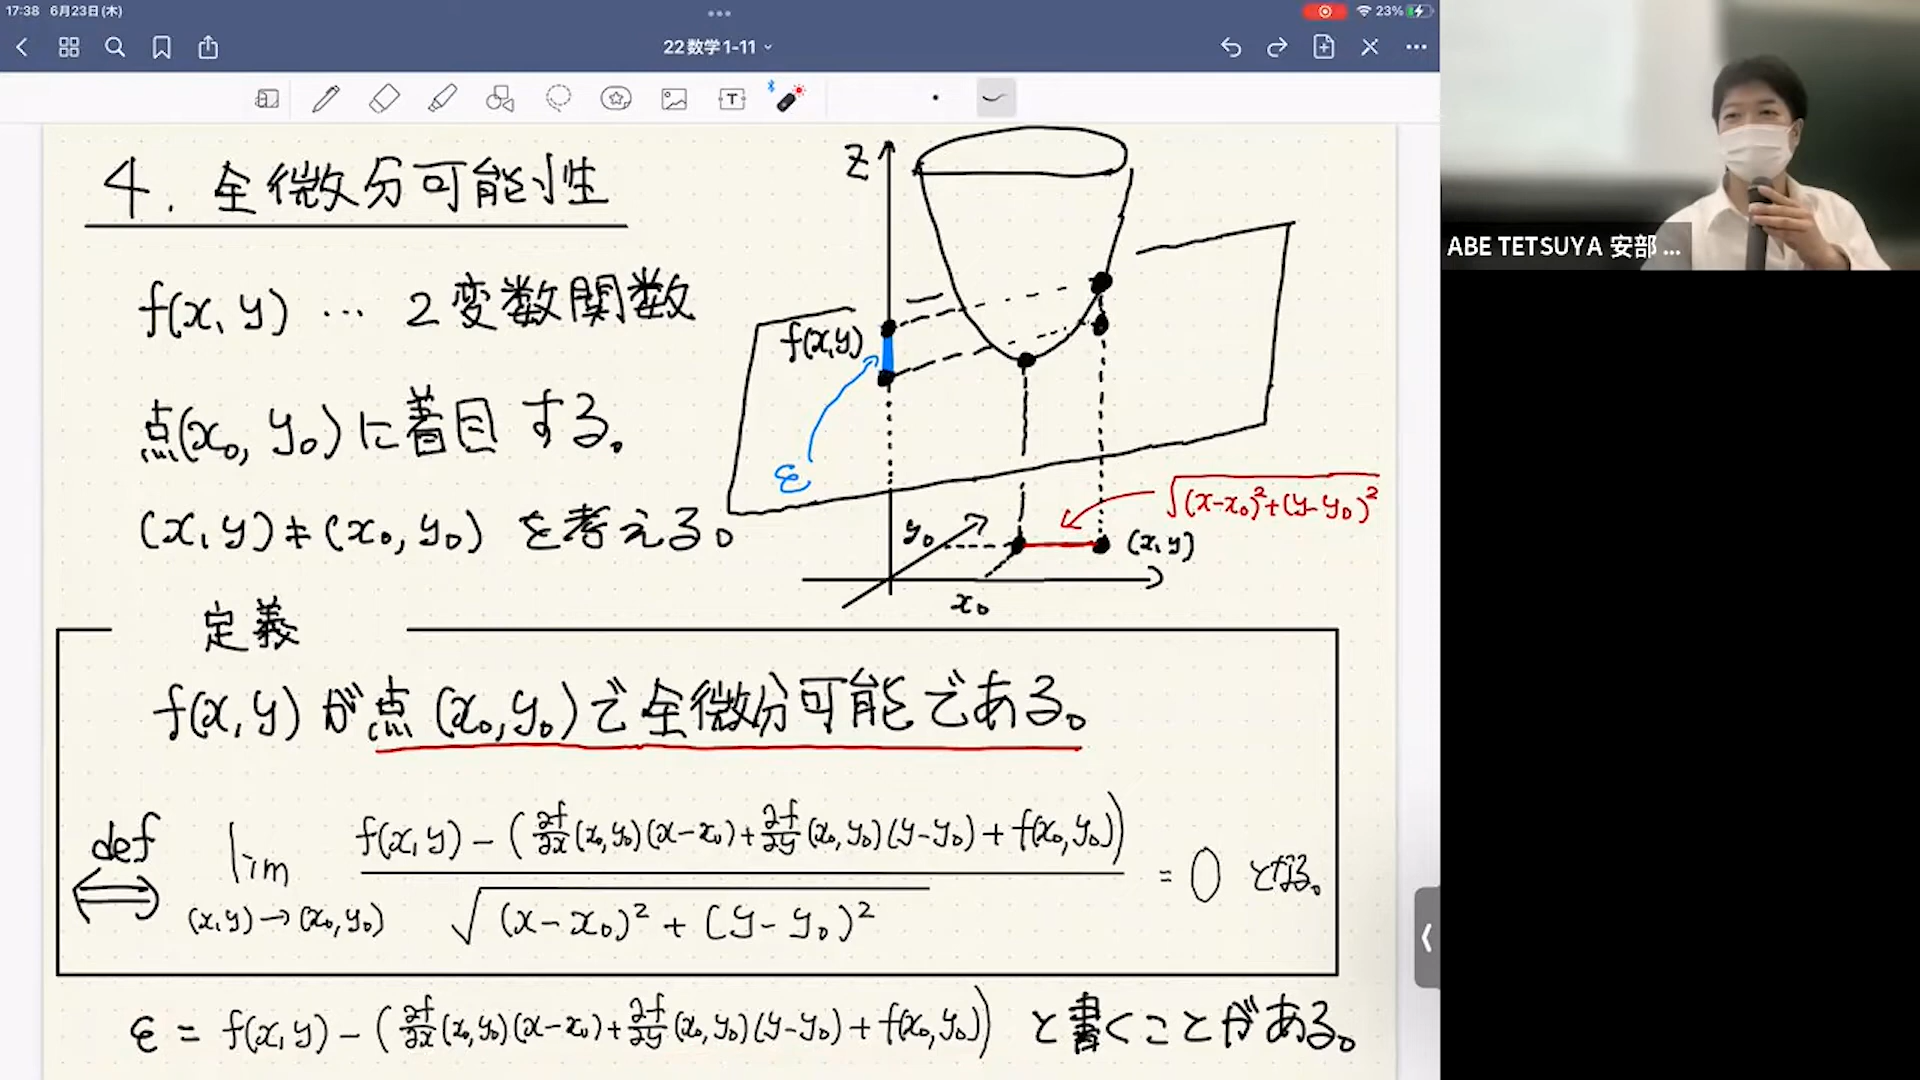 17:38 6月23日(木)
23%
22数学1-11
4. 全微分可能性
f(x, y) … 2変数関数
点(x₀, y₀)に着目する。
(x, y)≠(x₀, y₀) を考える。
z
f(x,y)
ε
√(x-x₀)²+(y-y₀)²
y₀
(x,y)
x₀
定義
f(x, y) が点 (x₀, y₀)で全微分可能である。
def ⟺ lim (x,y)→(x₀,y₀) f(x,y) - (∂f/∂x(x₀,y₀)(x-x₀)+∂f/∂y(x₀,y₀)(y-y₀)+f(x₀,y₀)) / √(x-x₀)²+(y-y₀)² = 0 となる。
ε = f(x,y) - (∂f/∂x(x₀,y₀)(x-x₀)+∂f/∂y(x₀,y₀)(y-y₀)+f(x₀,y₀)) と書くことがある。
ABE TETSUYA 安部 ...